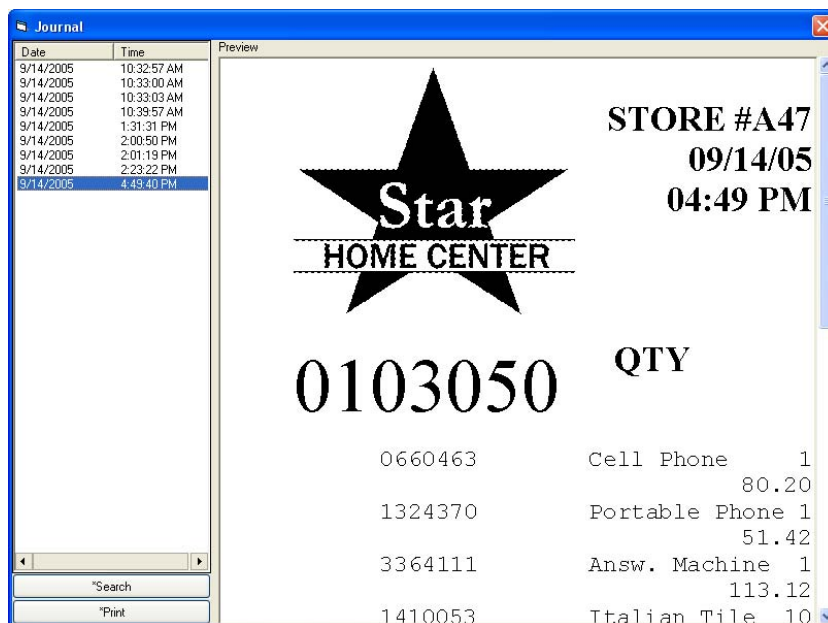 Journal
Date Time
9/14/2005 10:32:57 AM
9/14/2005 10:33:00 AM
9/14/2005 10:33:03 AM
9/14/2005 10:39:57 AM
9/14/2005 1:31:31 PM
9/14/2005 2:00:50 PM
9/14/2005 2:01:19 PM
9/14/2005 2:23:22 PM
9/14/2005 4:49:40 PM
*Search
*Print
Preview
STORE #A47
09/14/05
04:49 PM
Star
HOME CENTER
0103050 QTY
0660463 Cell Phone 1
80.20
1324370 Portable Phone 1
51.42
3364111 Answ. Machine 1
113.12
1410053 Italian Tile 10